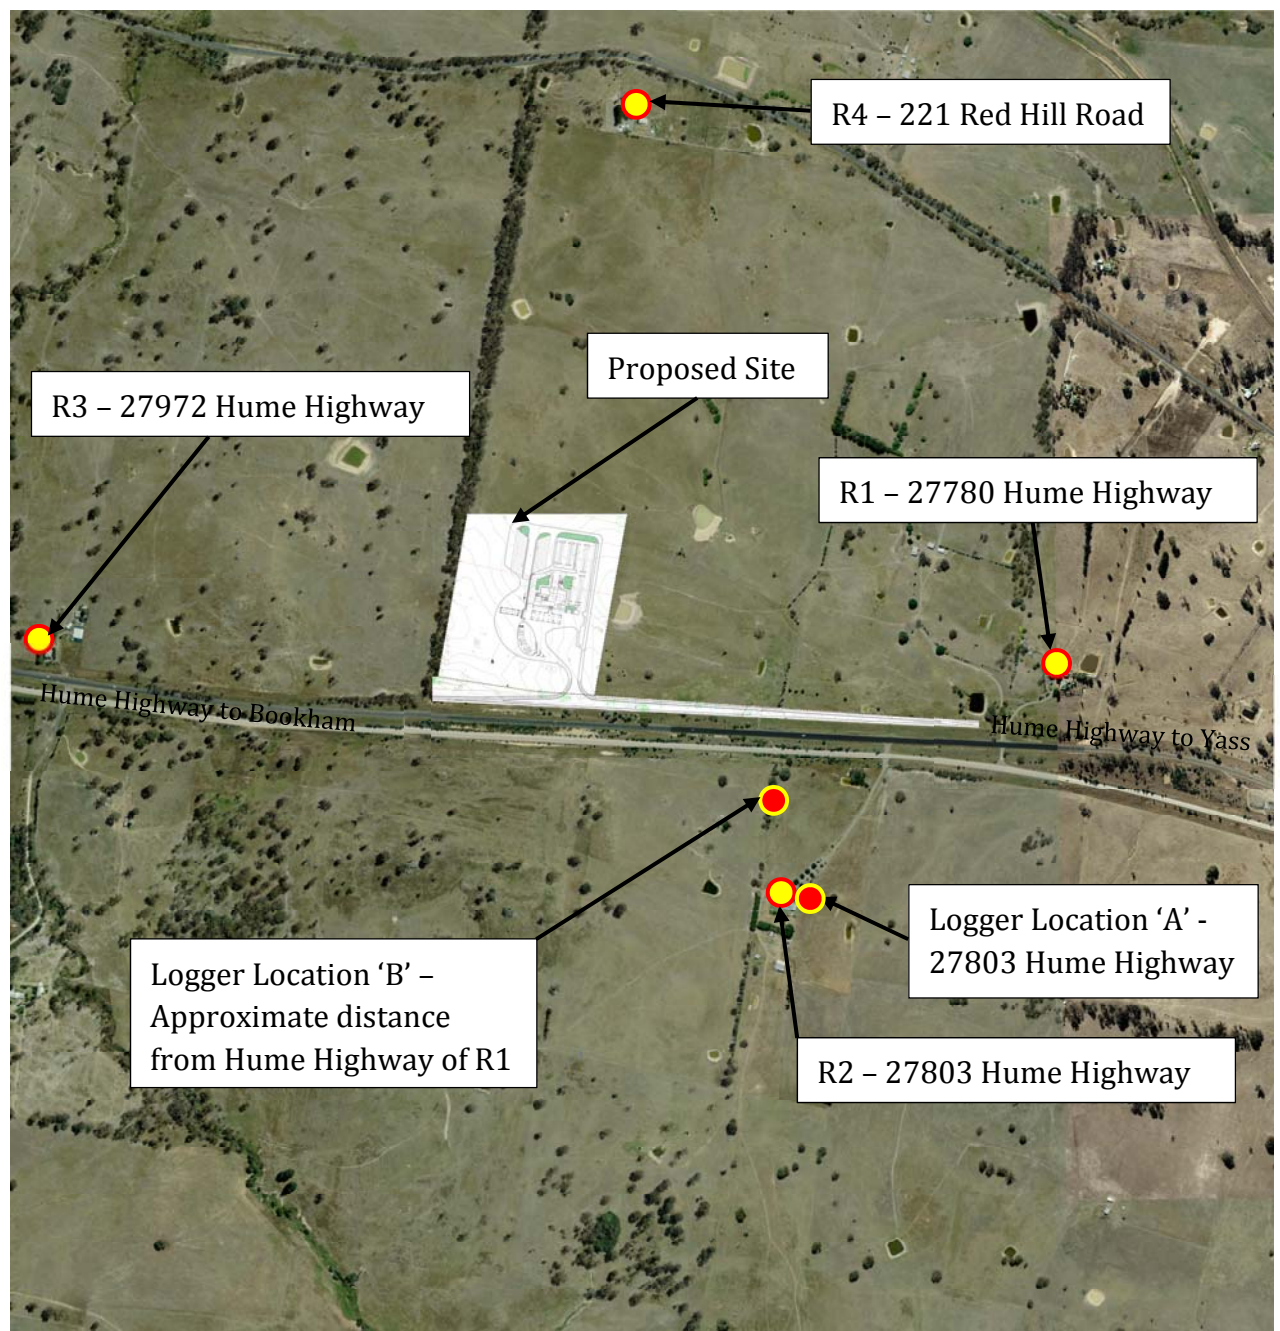 R4 – 221 Red Hill Road
Proposed Site
R3 – 27972 Hume Highway
R1 – 27780 Hume Highway
Hume Highway to Bookham
Hume Highway to Yass
Logger Location ‘A’ -
27803 Hume Highway
Logger Location ‘B’ –
Approximate distance
from Hume Highway of R1
R2 – 27803 Hume Highway